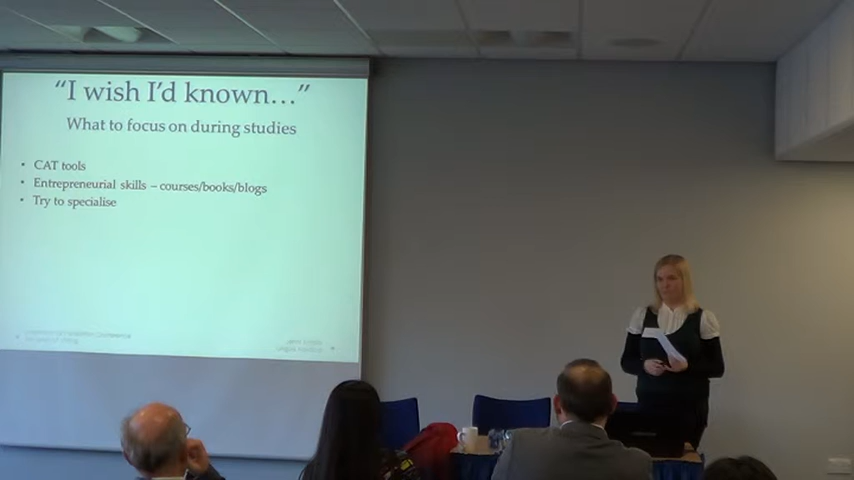 “I wish I’d known…”
What to focus on during studies
• CAT tools
• Entrepreneurial skills – courses/books/blogs
• Try to specialise